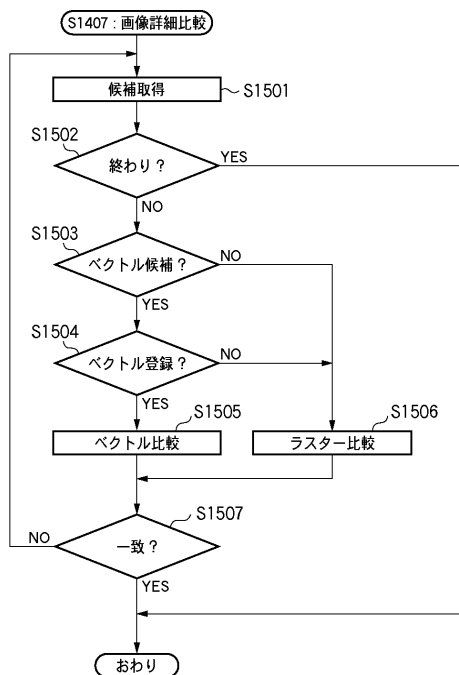 S1407:画像詳細比較
候補取得
S1501
S1502
終わり?
YES
NO
S1503
ベクトル候補?
NO
YES
S1504
ベクトル登録?
NO
YES
S1505
ベクトル比較
S1506
ラスター比較
S1507
一致?
NO
YES
おわり